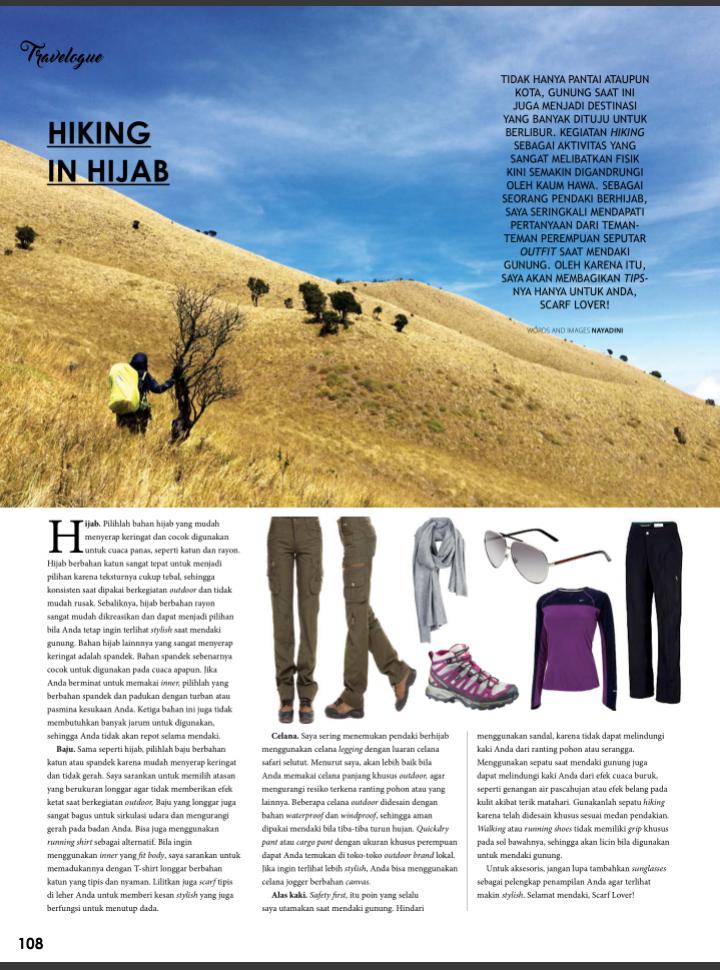 Travelogue
HIKING
IN HIJAB
TIDAK HANYA PANTAI ATAUPUN
KOTA, GUNUNG SAAT INI
JUGA MENJADI DESTINASI
YANG BANYAK DITUJU UNTUK
BERLIBUR. KEGIATAN HIKING
SEBAGAI AKTIVITAS YANG
SANGAT MELIBATKAN FISIK
KINI SEMAKIN DIGANDRUNGI
OLEH KAUM HAWA. SEBAGAI
SEORANG PENDAKI BERHIJAB,
SAYA SERINGKALI MENDAPATI
PERTANYAAN DARI TEMAN-
TEMAN PEREMPUAN SEPUTAR
OUTFIT SAAT MENDAKI
GUNUNG. OLEH KARENA ITU,
SAYA AKAN MEMBAGIKAN TIPS-
NYA HANYA UNTUK ANDA,
SCARF LOVER!
WORDS AND IMAGES NAYADINI
Hijab. Pilihlah bahan hijab yang mudah
menyerap keringat dan cocok digunakan
untuk cuaca panas, seperti katun dan rayon.
Hijab berbahan katun sangat tepat untuk menjadi
pilihan karena teksturnya cukup tebal, sehingga
konsisten saat dipakai berkegiatan outdoor dan tidak
mudah rusak. Sebaliknya, hijab berbahan rayon
sangat mudah dikreasikan dan dapat menjadi pilihan
bila Anda tetap ingin terlihat stylish saat mendaki
gunung. Bahan hijab lainnnya yang sangat menyerap
keringat adalah spandek. Bahan spandek sebenarnya
cocok untuk digunakan pada cuaca apapun. Jika
Anda berminat untuk memakai inner, pilihlah yang
berbahan spandek dan padukan dengan turban atau
pasmina kesukaan Anda. Ketiga bahan ini juga tidak
membutuhkan banyak jarum untuk digunakan,
sehingga Anda tidak akan repot selama mendaki.
Baju. Sama seperti hijab, pilihlah baju berbahan
katun atau spandek karena mudah menyerap keringat
dan tidak gerah. Saya sarankan untuk memilih atasan
yang berukuran longgar agar tidak memberikan efek
ketat saat berkegiatan outdoor, Baju yang longgar juga
sangat bagus untuk sirkulasi udara dan mengurangi
gerah pada badan Anda. Bisa juga menggunakan
running shirt sebagai alternatif. Bila ingin
menggunakan inner yang fit body, saya sarankan untuk
memadukannya dengan T-shirt longgar berbahan
katun yang tipis dan nyaman. Lilitkan juga scarf tipis
di leher Anda untuk memberi kesan stylish yang juga
berfungsi untuk menutup dada.
Celana. Saya sering menemukan pendaki berhijab
menggunakan celana legging dengan luaran celana
safari selutut. Menurut saya, akan lebih baik bila
Anda memakai celana panjang khusus outdoor, agar
mengurangi resiko terkena ranting pohon atau yang
lainnya. Beberapa celana outdoor didesain dengan
bahan waterproof dan windproof, sehingga aman
dipakai mendaki bila tiba-tiba turun hujan. Quickdry
pant atau cargo pant dengan ukuran khusus perempuan
dapat Anda temukan di toko-toko outdoor brand lokal.
Jika ingin terlihat lebih stylish, Anda bisa menggunakan
celana jogger berbahan canvas.
Alas kaki. Safety first, itu poin yang selalu
saya utamakan saat mendaki gunung. Hindari
menggunakan sandal, karena tidak dapat melindungi
kaki Anda dari ranting pohon atau serangga.
Menggunakan sepatu saat mendaki gunung juga
dapat melindungi kaki Anda dari efek cuaca buruk,
seperti genangan air pascahujan atau efek belang pada
kulit akibat terik matahari. Gunakanlah sepatu hiking
karena telah didesain khusus sesuai medan pendakian.
Walking atau running shoes tidak memiliki grip khusus
pada sol bawahnya, sehingga akan licin bila digunakan
untuk mendaki gunung.
Untuk aksesoris, jangan lupa tambahkan sunglasses
sebagai pelengkap penampilan Anda agar terlihat
makin stylish. Selamat mendaki, Scarf Lover!
108